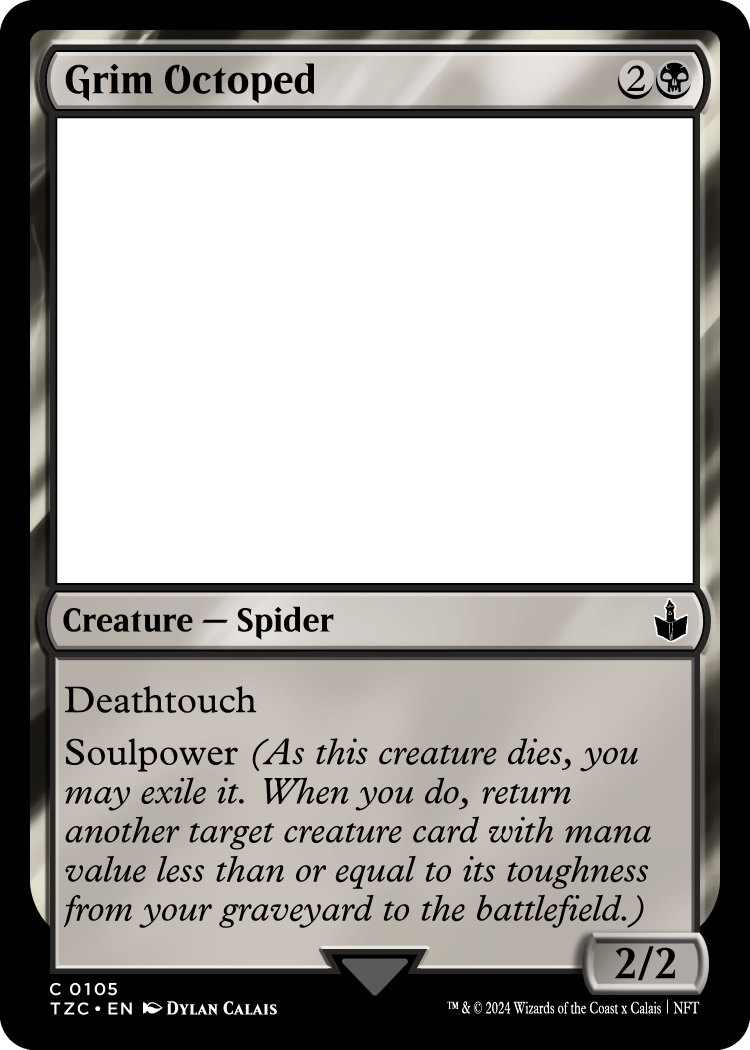 Grim Octoped 2
Creature — Spider
Deathtouch
Soulpower (As this creature dies, you
may exile it. When you do, return
another target creature card with mana
value less than or equal to its toughness
from your graveyard to the battlefield.)
2/2
C 0105
TZC • EN Dylan Calais
™ & © 2024 Wizards of the Coast x Calais | NFT